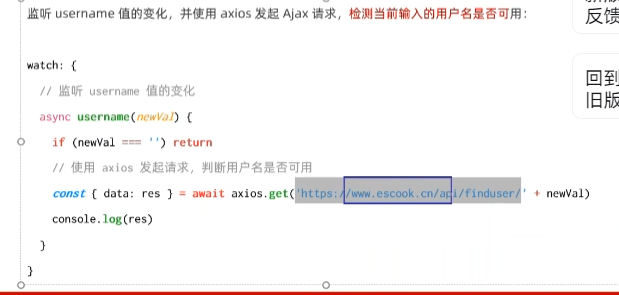 监听 username 值的变化，并使用 axios 发起 Ajax 请求，检测当前输入的用户名是否可用：
反馈
回到
旧版
watch: {
// 监听 username 值的变化
async username(newVal) {
if (newVal === '') return
// 使用 axios 发起请求，判断用户名是否可用
const { data: res } = await axios.get('https://www.escook.cn/api/finduser/' + newVal)
console.log(res)
}
}